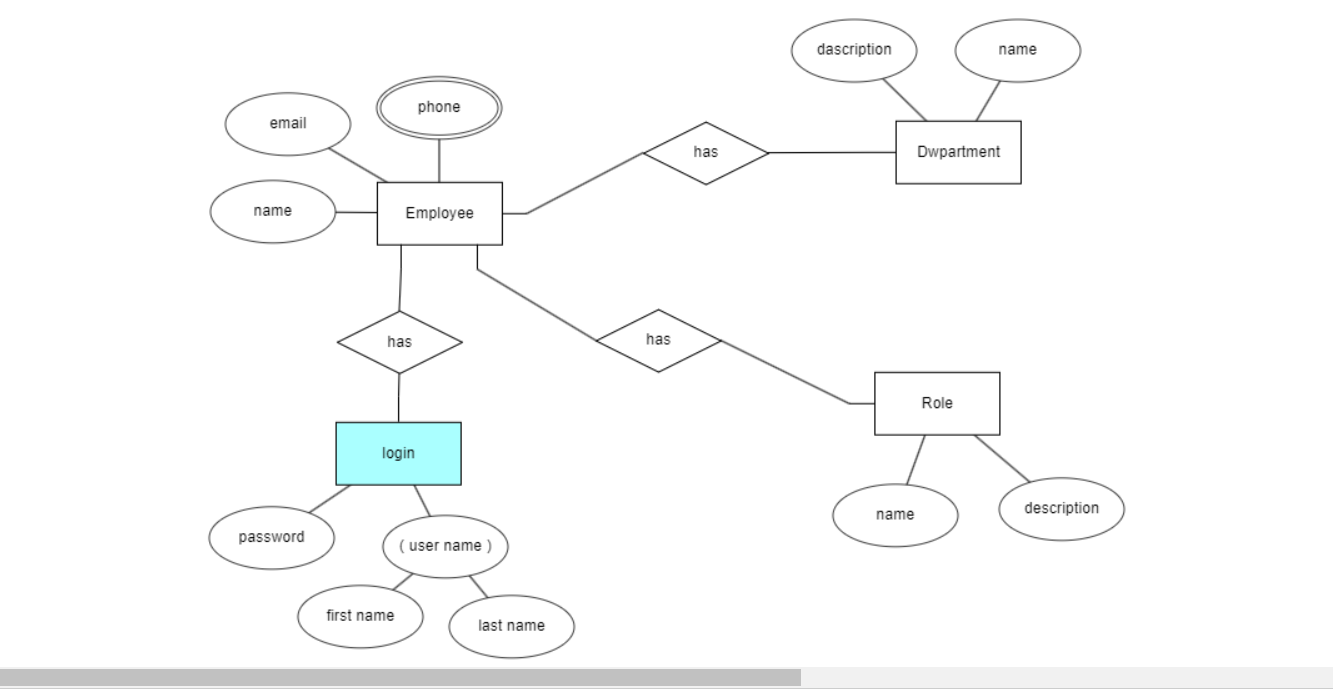 dascription
name
phone
email
has
Dwpartment
name
Employee
has
has
Role
login
name
description
password
( user name )
first name
last name